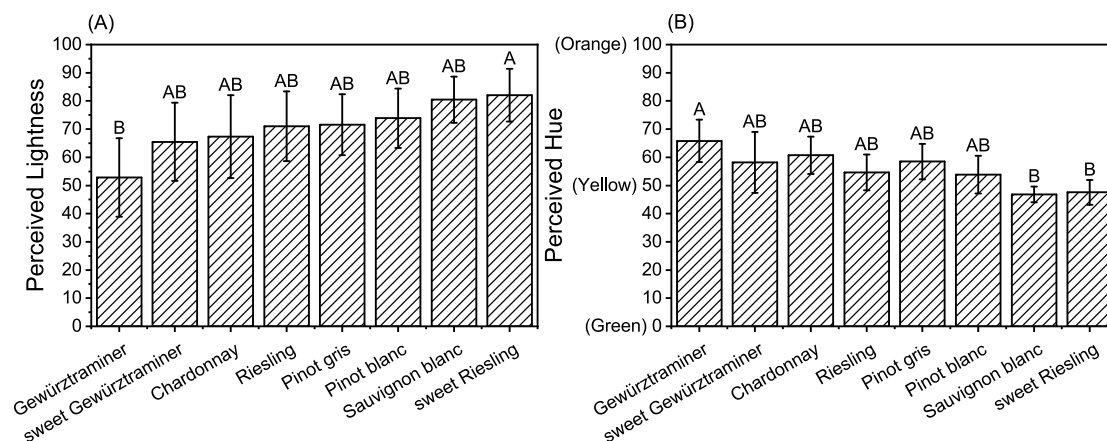 (A)
Perceived Lightness
100
90
80
70
60
50
40
30
20
10
0
B
AB
AB
AB
AB
AB
AB
A
Gewürztraminer
sweet Gewürztraminer
Chardonnay
Riesling
Pinot gris
Pinot blanc
Sauvignon blanc
sweet Riesling
(B)
Perceived Hue
(Orange) 100
90
80
70
60
(Yellow) 50
40
30
20
10
(Green) 0
A
AB
AB
AB
AB
AB
B
B
Gewürztraminer
sweet Gewürztraminer
Chardonnay
Riesling
Pinot gris
Pinot blanc
Sauvignon blanc
sweet Riesling